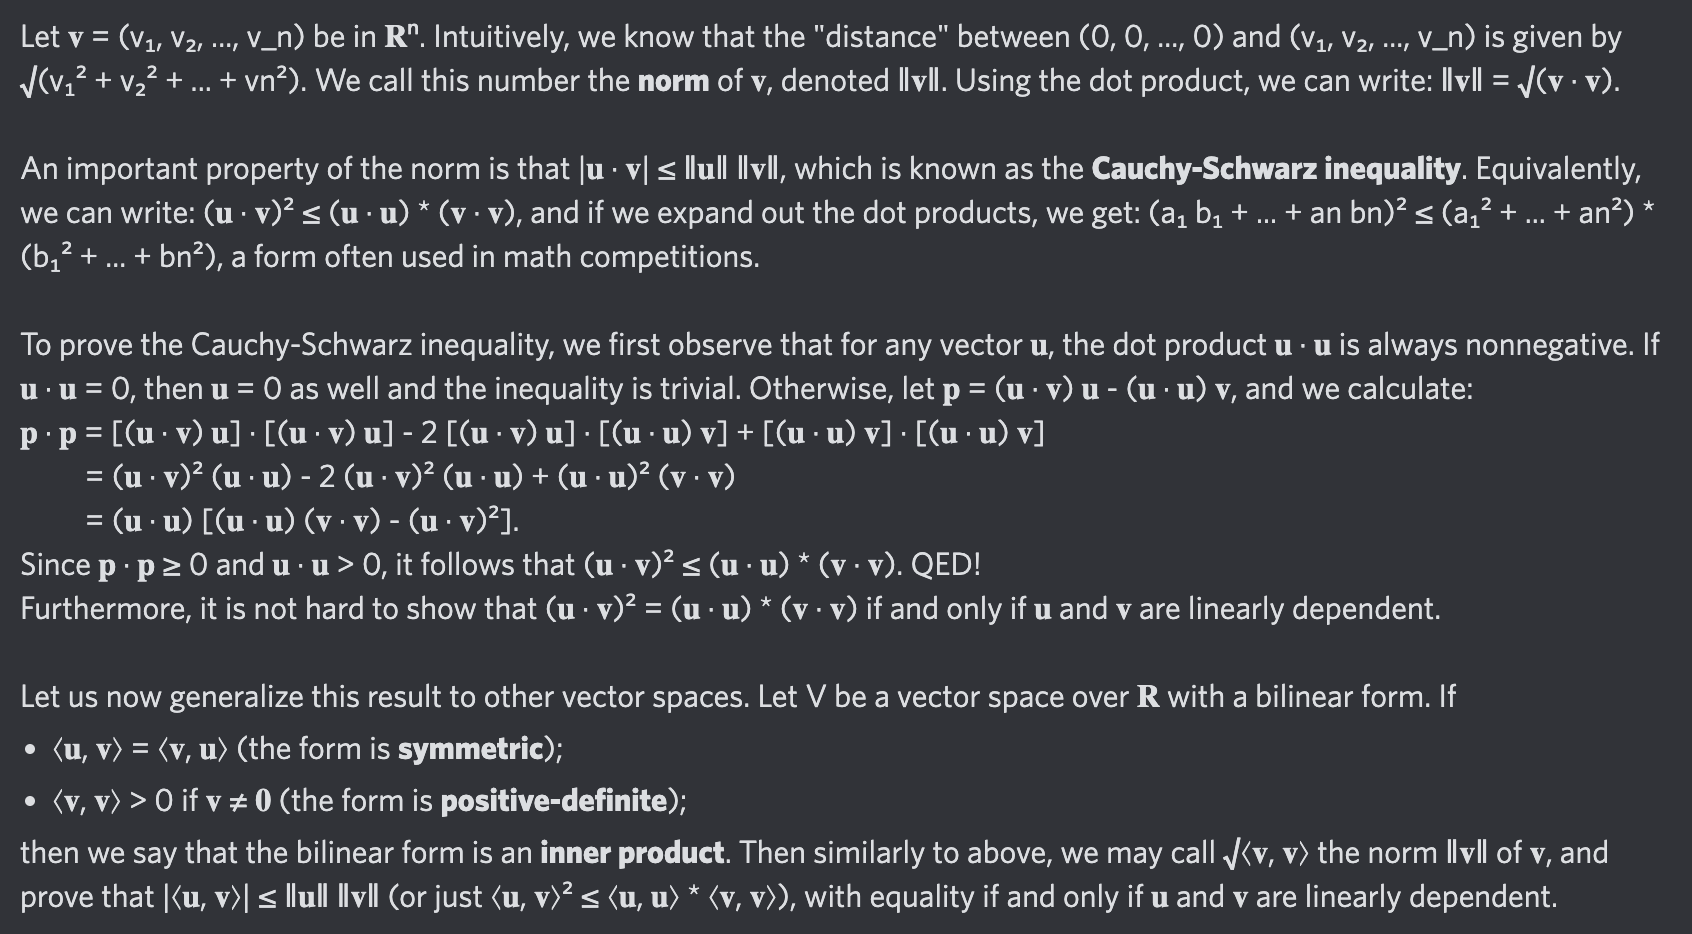 Let 𝐯 = (v₁, v₂, ..., v_n) be in 𝐑ⁿ. Intuitively, we know that the "distance" between (0, 0, ..., 0) and (v₁, v₂, ..., v_n) is given by
√(v₁² + v₂² + ... + vn²). We call this number the norm of 𝐯, denoted ‖𝐯‖. Using the dot product, we can write: ‖𝐯‖ = √(𝐯 · 𝐯).
An important property of the norm is that |𝐮 · 𝐯| ≤ ‖𝐮‖ ‖𝐯‖, which is known as the Cauchy-Schwarz inequality. Equivalently,
we can write: (𝐮 · 𝐯)² ≤ (𝐮 · 𝐮) * (𝐯 · 𝐯), and if we expand out the dot products, we get: (a₁ b₁ + ... + an bn)² ≤ (a₁² + ... + an²) *
(b₁² + ... + bn²), a form often used in math competitions.
To prove the Cauchy-Schwarz inequality, we first observe that for any vector 𝐮, the dot product 𝐮 · 𝐮 is always nonnegative. If
𝐮 · 𝐮 = 0, then 𝐮 = 0 as well and the inequality is trivial. Otherwise, let 𝐩 = (𝐮 · 𝐯) 𝐮 - (𝐮 · 𝐮) 𝐯, and we calculate:
𝐩 · 𝐩 = [(𝐮 · 𝐯) 𝐮] · [(𝐮 · 𝐯) 𝐮] - 2 [(𝐮 · 𝐯) 𝐮] · [(𝐮 · 𝐮) 𝐯] + [(𝐮 · 𝐮) 𝐯] · [(𝐮 · 𝐮) 𝐯]
= (𝐮 · 𝐯)² (𝐮 · 𝐮) - 2 (𝐮 · 𝐯)² (𝐮 · 𝐮) + (𝐮 · 𝐮)² (𝐯 · 𝐯)
= (𝐮 · 𝐮) [(𝐮 · 𝐮) (𝐯 · 𝐯) - (𝐮 · 𝐯)²].
Since 𝐩 · 𝐩 ≥ 0 and 𝐮 · 𝐮 > 0, it follows that (𝐮 · 𝐯)² ≤ (𝐮 · 𝐮) * (𝐯 · 𝐯). QED!
Furthermore, it is not hard to show that (𝐮 · 𝐯)² = (𝐮 · 𝐮) * (𝐯 · 𝐯) if and only if 𝐮 and 𝐯 are linearly dependent.
Let us now generalize this result to other vector spaces. Let V be a vector space over 𝐑 with a bilinear form. If
• ⟨𝐮, 𝐯⟩ = ⟨𝐯, 𝐮⟩ (the form is symmetric);
• ⟨𝐯, 𝐯⟩ > 0 if 𝐯 ≠ 𝟎 (the form is positive-definite);
then we say that the bilinear form is an inner product. Then similarly to above, we may call √⟨𝐯, 𝐯⟩ the norm ‖𝐯‖ of 𝐯, and
prove that |⟨𝐮, 𝐯⟩| ≤ ‖𝐮‖ ‖𝐯‖ (or just ⟨𝐮, 𝐯⟩² ≤ ⟨𝐮, 𝐮⟩ * ⟨𝐯, 𝐯⟩), with equality if and only if 𝐮 and 𝐯 are linearly dependent.